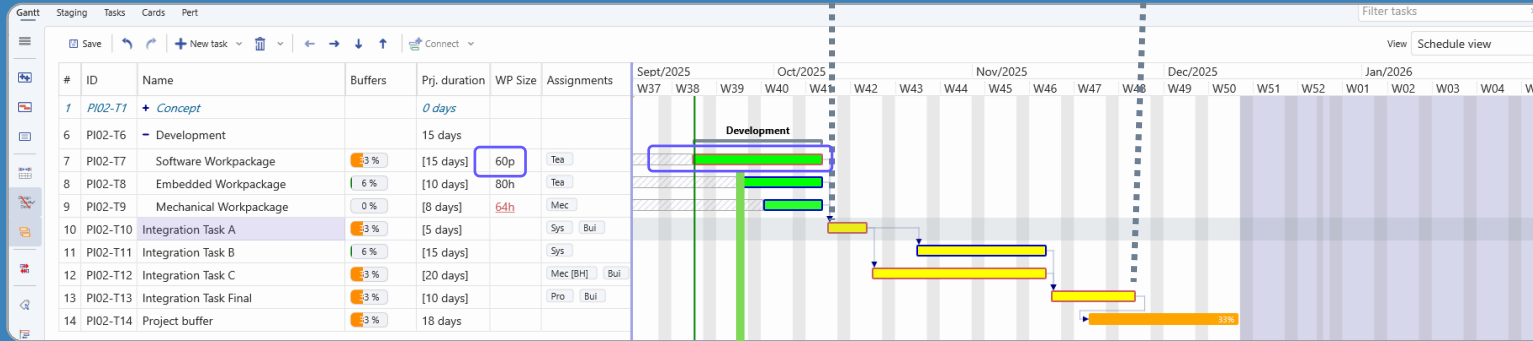 Gantt Staging Tasks Cards Pert Filter tasks
Save New task Connect View Schedule view
# ID Name Buffers Prj. duration WP Size Assignments
Sept/2025 Oct/2025 Nov/2025 Dec/2025 Jan/2026
W37 W38 W39 W40 W41 W42 W43 W44 W45 W46 W47 W48 W49 W50 W51 W52 W01 W02 W03 W04
1 PI02-T1 + Concept 0 days
6 PI02-T6 − Development 15 days
Development
7 PI02-T7 Software Workpackage 33 % [15 days] 60p Tea
8 PI02-T8 Embedded Workpackage 6 % [10 days] 80h Tea
9 PI02-T9 Mechanical Workpackage 0 % [8 days] 64h Mec
10 PI02-T10 Integration Task A 33 % [5 days] Sys Bui
11 PI02-T11 Integration Task B 6 % [15 days] Sys
12 PI02-T12 Integration Task C 33 % [20 days] Mec [BH] Bui
13 PI02-T13 Integration Task Final 33 % [10 days] Pro Bui
14 PI02-T14 Project buffer 33 % 18 days 33%